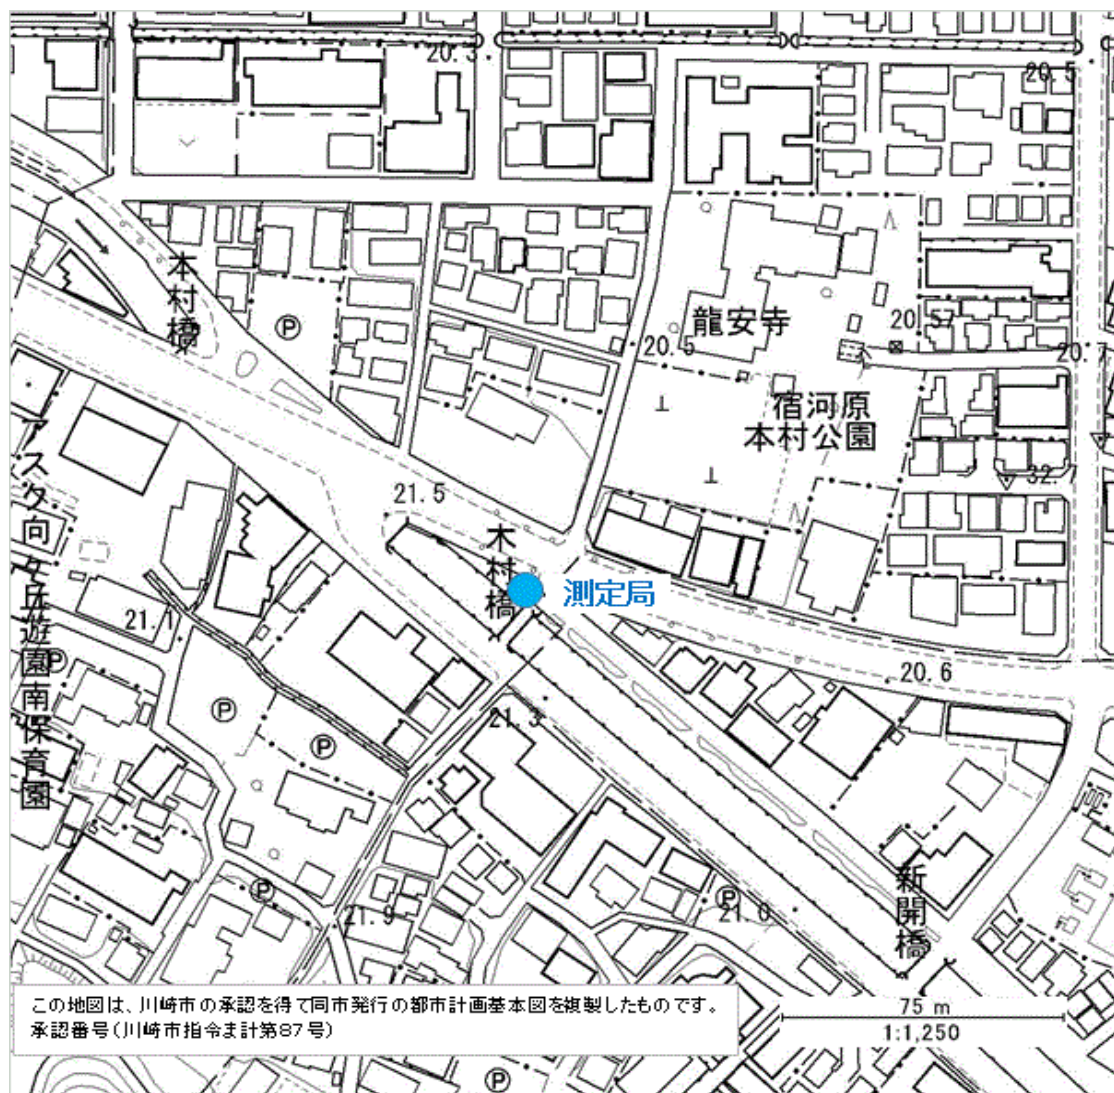 20.3
20.5
本村橋
Ⓟ
龍安寺
20.57
20.5
20.7
宿河原
本村公園
アスク向ケ丘遊園南保育園
32.7
21.5
木村橋
測定局
21.1
Ⓟ
20.6
Ⓟ
21.3
Ⓟ
新開橋
Ⓟ
Ⓟ
21.0
21.9
この地図は、川崎市の承認を得て同市発行の都市計画基本図を複製したものです。
承認番号(川崎市指令ま計第87号)
75 m
1:1,250
Ⓟ